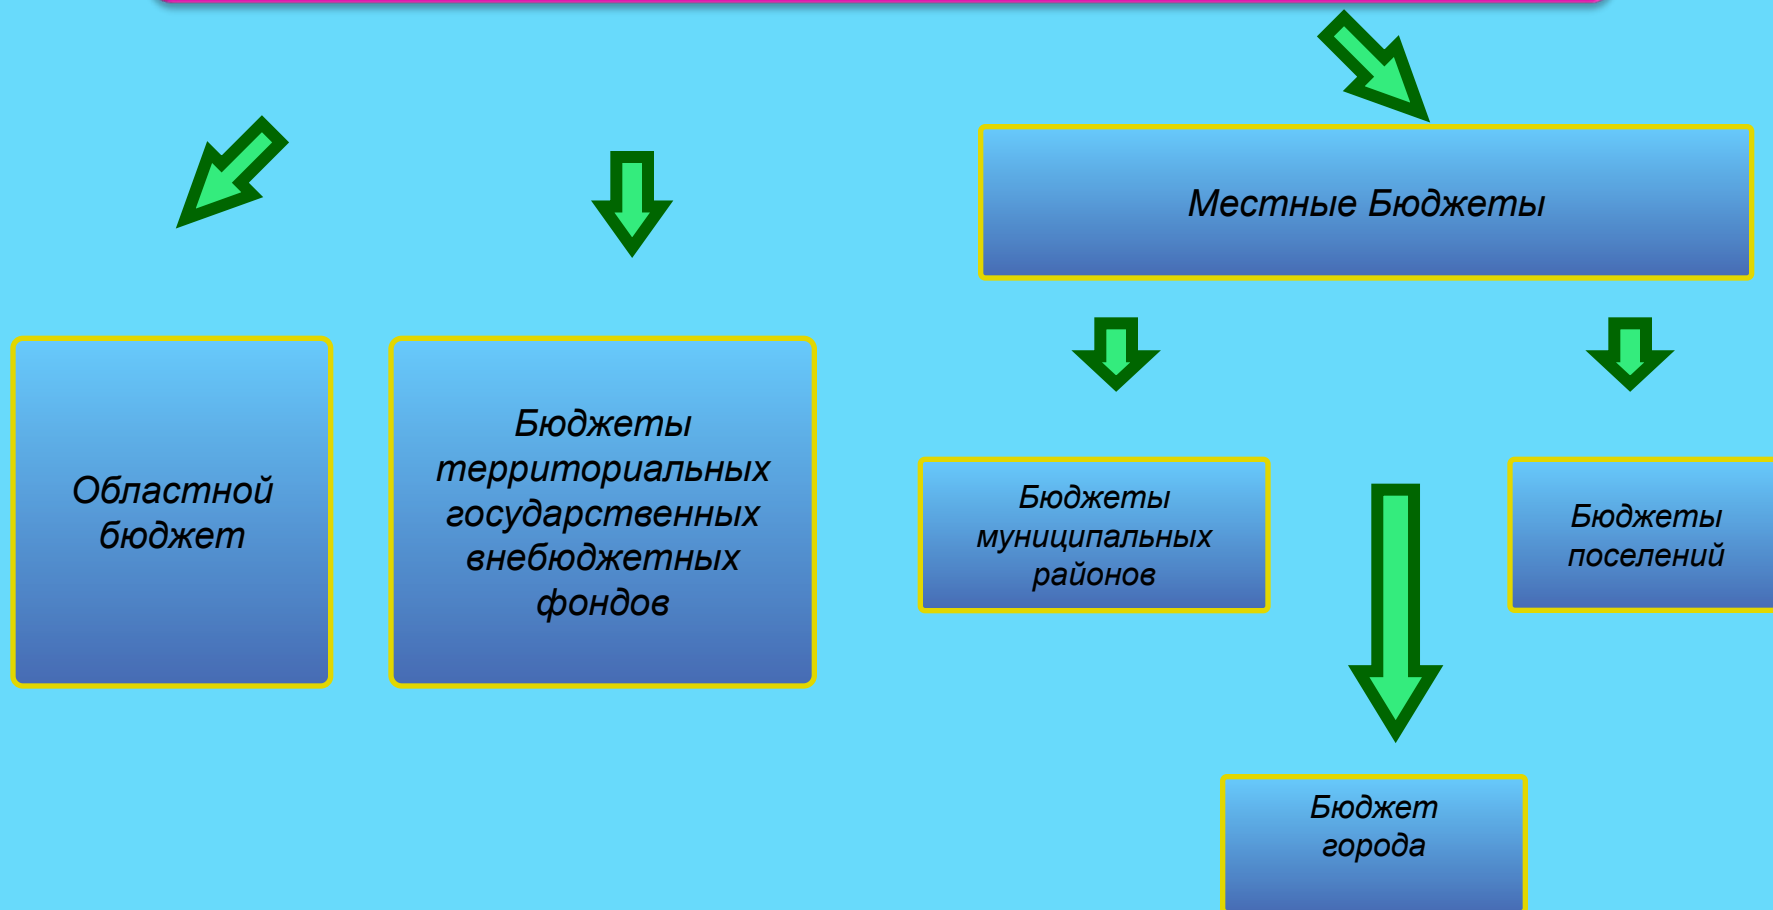 Местные Бюджеты
Областной
бюджет
Бюджеты
территориальных
государственных
внебюджетных
фондов
Бюджеты
муниципальных
районов
Бюджеты
поселений
Бюджет
города